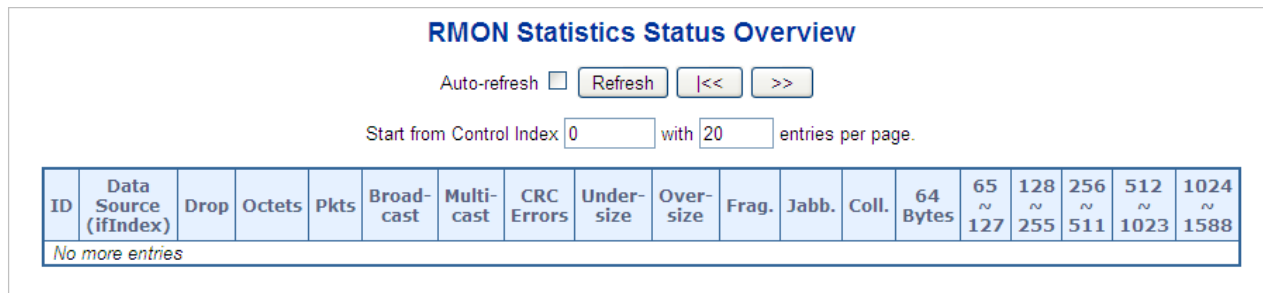 RMON Statistics Status Overview
Auto-refresh Refresh |<< >>
Start from Control Index 0 with 20 entries per page.
ID Data Source (ifIndex) Drop Octets Pkts Broad-cast Multi-cast CRC Errors Under-size Over-size Frag. Jabb. Coll. 64 Bytes 65 ~ 127 128 ~ 255 256 ~ 511 512 ~ 1023 1024 ~ 1588
No more entries